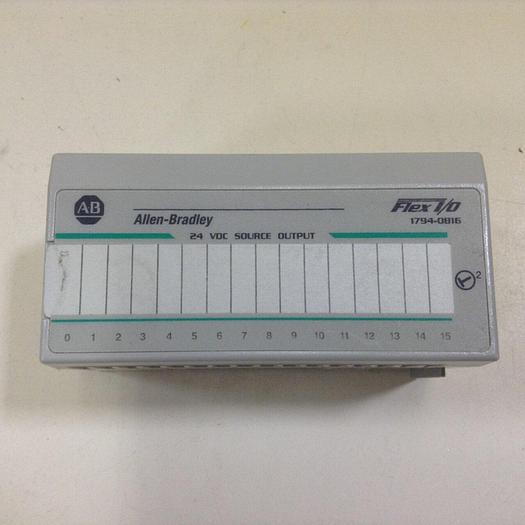 AB
Allen-Bradley
Flex I/O
1794-OB16
24 VDC SOURCE OUTPUT
2
0 1 2 3 4 5 6 7 8 9 10 11 12 13 14 15